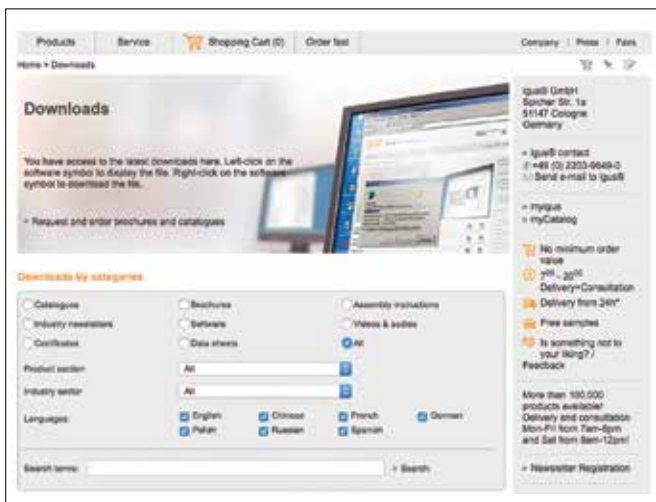 Products Service Shopping Cart (0) Order fast Company Press Fairs
Home > Downloads
Downloads
You have access to the latest downloads here. Left-click on the
software symbol to display the file. Right-click on the software
symbol to download the file.
» Request and order brochures and catalogues
igus® GmbH
Spicher Str. 1a
51147 Cologne
Germany
» igus® contact
+49 (0) 2203-9649-0
Send e-mail to igus®
» myigus
» myCatalog
No minimum order
value
7⁰⁰ - 20⁰⁰
Delivery+Consultation
Delivery from 24h*
Free samples
Is something not to
your liking? /
Feedback
More than 100,000
products available!
Delivery and consultation
Mon-Fri from 7am-8pm
and Sat from 8am-12pm!
» Newsletter Registration
Downloads by categories
Catalogues Brochures Assembly instructions
Industry newsletters Software Videos & audios
Certificates Data sheets All
Product section All
Industry sector All
Languages: English Chinese French German
Polish Russian Spanish
Search terms: » Search